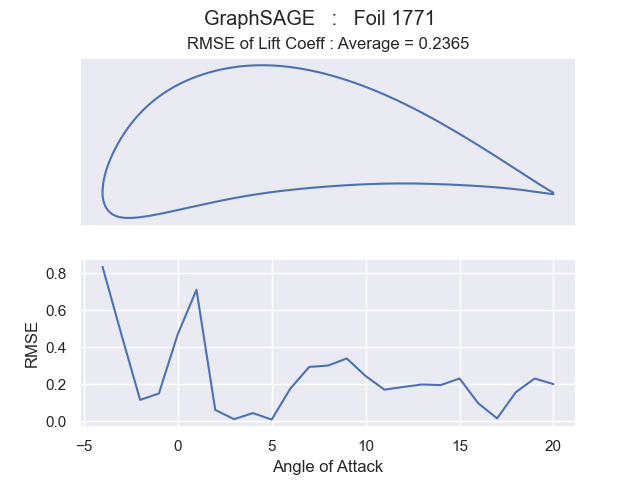 GraphSAGE   :   Foil 1771
RMSE of Lift Coeff : Average = 0.2365
0.8
0.6
0.4
0.2
0.0
RMSE
−5 0 5 10 15 20
Angle of Attack